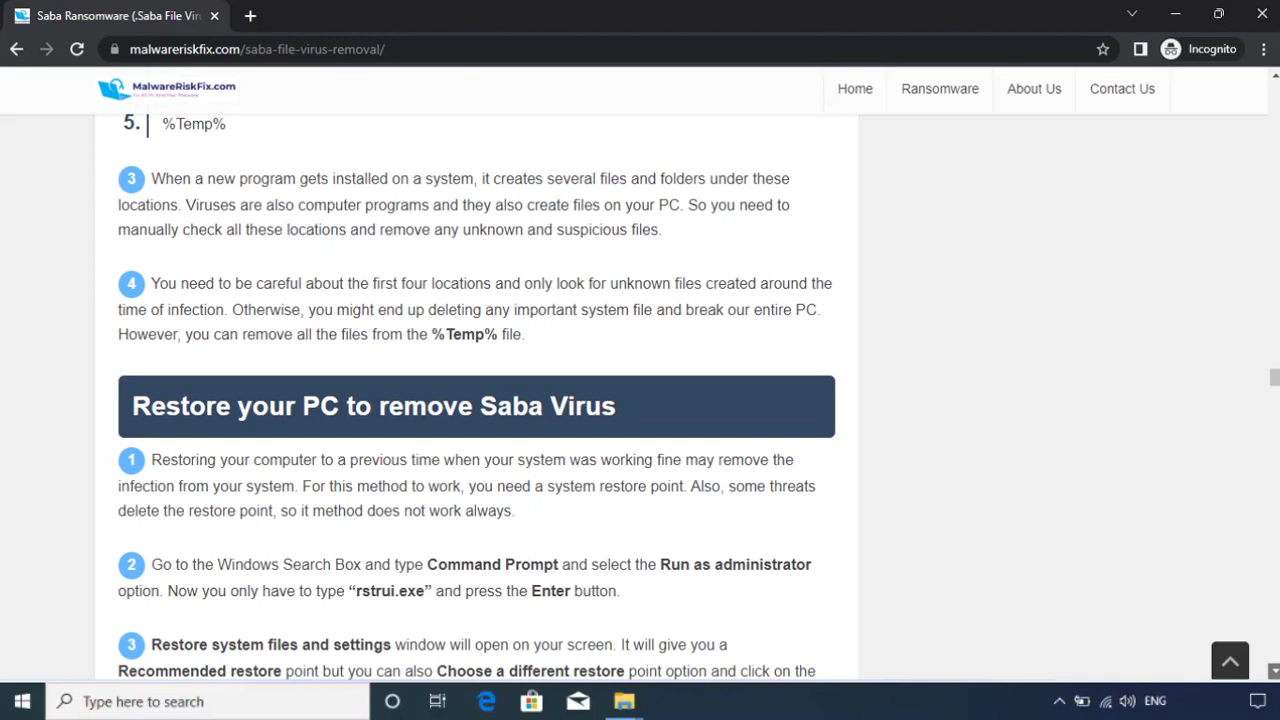 Saba Ransomware (.Saba File Vir
malwareriskfix.com/saba-file-virus-removal/
Incognito
MalwareRiskFix.com
Home
Ransomware
About Us
Contact Us
5. %Temp%
3 When a new program gets installed on a system, it creates several files and folders under these
locations. Viruses are also computer programs and they also create files on your PC. So you need to
manually check all these locations and remove any unknown and suspicious files.
4 You need to be careful about the first four locations and only look for unknown files created around the
time of infection. Otherwise, you might end up deleting any important system file and break our entire PC.
However, you can remove all the files from the %Temp% file.
Restore your PC to remove Saba Virus
1 Restoring your computer to a previous time when your system was working fine may remove the
infection from your system. For this method to work, you need a system restore point. Also, some threats
delete the restore point, so it method does not work always.
2 Go to the Windows Search Box and type Command Prompt and select the Run as administrator
option. Now you only have to type “rstrui.exe” and press the Enter button.
3 Restore system files and settings window will open on your screen. It will give you a
Recommended restore point but you can also Choose a different restore point option and click on the
Type here to search
ENG